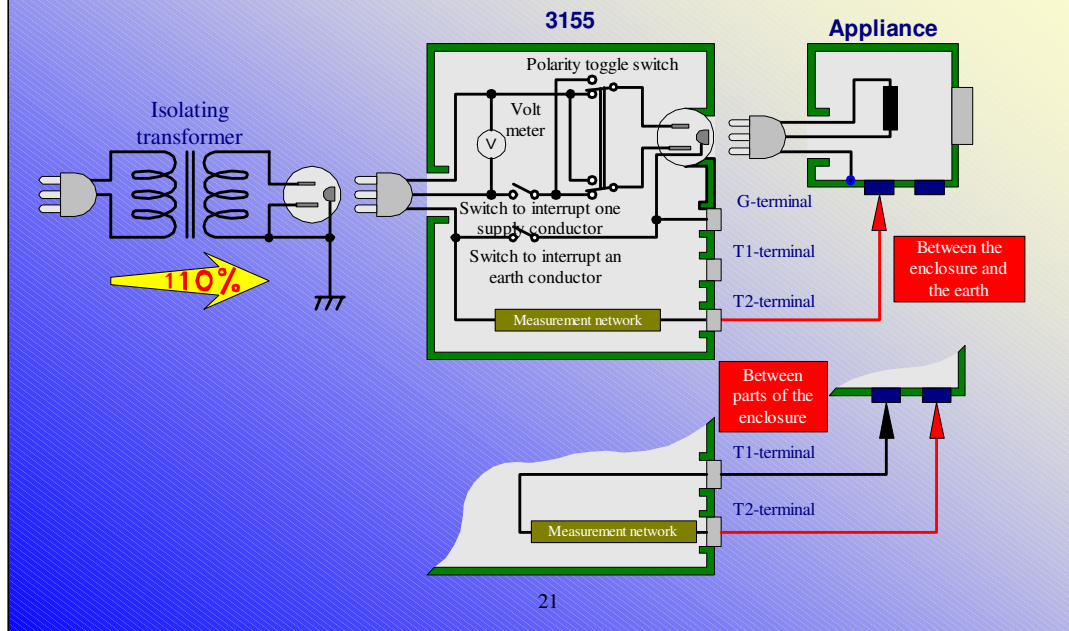 3155
Appliance
Polarity toggle switch
Isolating
transformer
Volt
meter
V
Switch to interrupt one
supply conductor
Switch to interrupt an
earth conductor
G-terminal
T1-terminal
T2-terminal
110%
Measurement network
Between the
enclosure and
the earth
Between
parts of the
enclosure
T1-terminal
T2-terminal
Measurement network
21